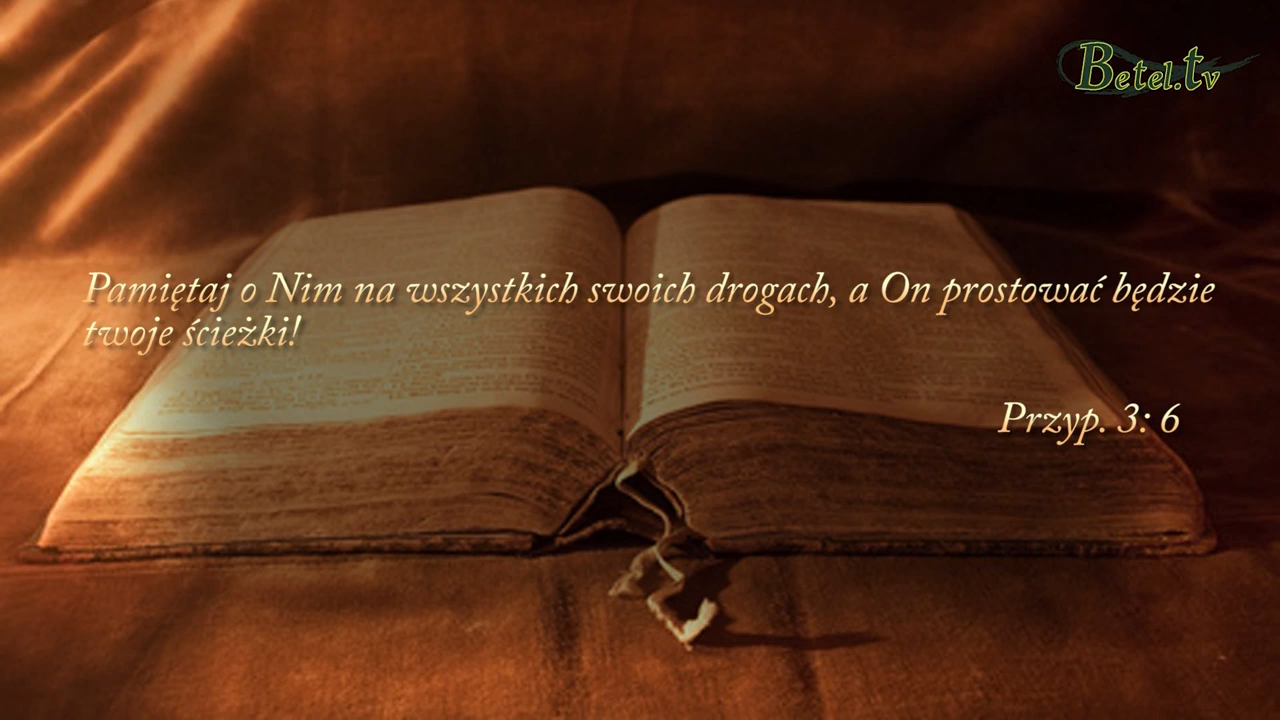 Betel.tv
Pamiętaj o Nim na wszystkich swoich drogach, a On prostować będzie
twoje ścieżki!
Przyp. 3: 6